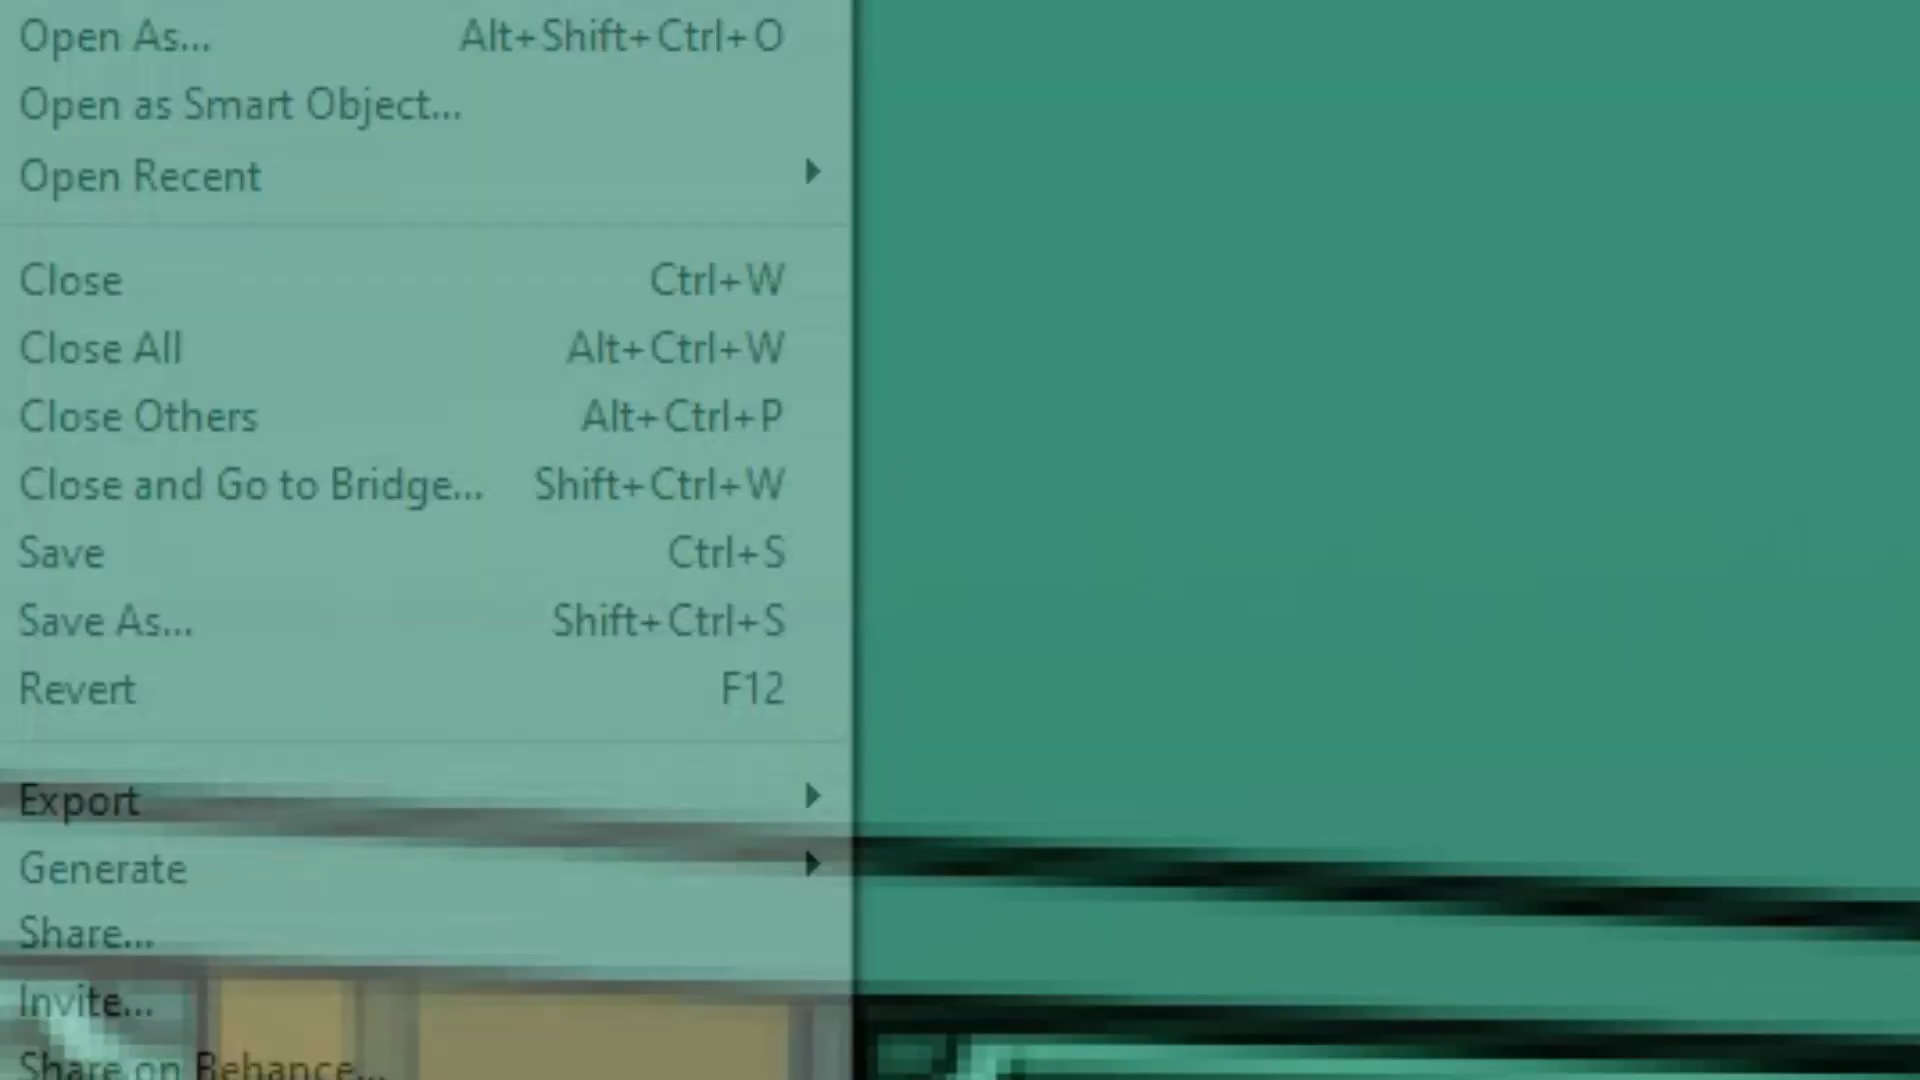 Open As... Alt+Shift+Ctrl+O
Open as Smart Object...
Open Recent
Close Ctrl+W
Close All Alt+Ctrl+W
Close Others Alt+Ctrl+P
Close and Go to Bridge... Shift+Ctrl+W
Save Ctrl+S
Save As... Shift+Ctrl+S
Revert F12
Export
Generate
Share...
Invite...
Share on Behance...